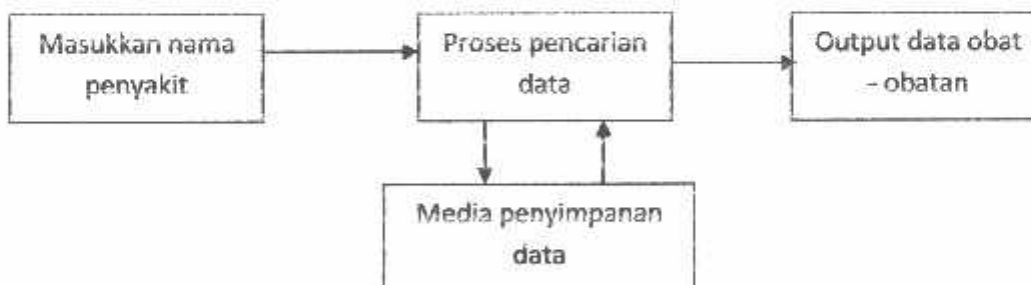 Masukkan nama
penyakit
Proses pencarian
data
Output data obat
- obatan
Media penyimpanan
data